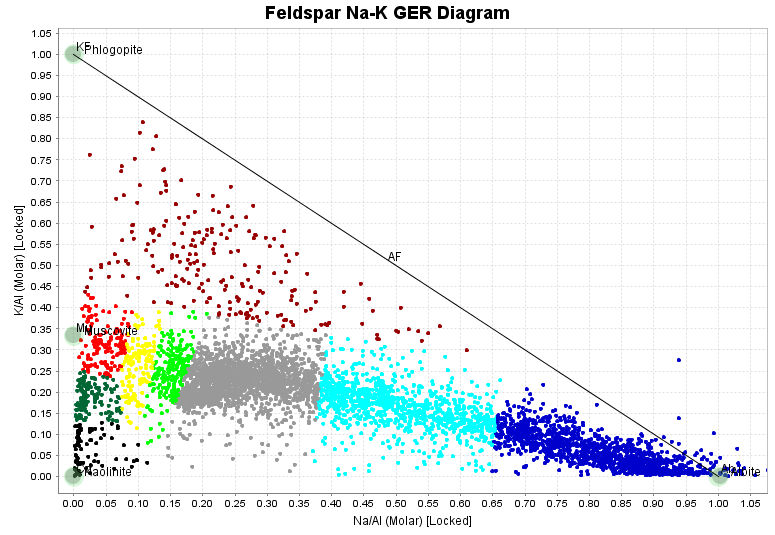 Feldspar Na-K GER Diagram
1.05
1.00
0.95
0.90
0.85
0.80
0.75
0.70
0.65
0.60
0.55
0.50
0.45
0.40
0.35
0.30
0.25
0.20
0.15
0.10
0.05
0.00
K/Al (Molar) [Locked]
Phlogopite
AF
Muscovite
Kaolinite
0.00 0.05 0.10 0.15 0.20 0.25 0.30 0.35 0.40 0.45 0.50 0.55 0.60 0.65 0.70 0.75 0.80 0.85 0.90 0.95 1.00 1.05
Na/Al (Molar) [Locked]